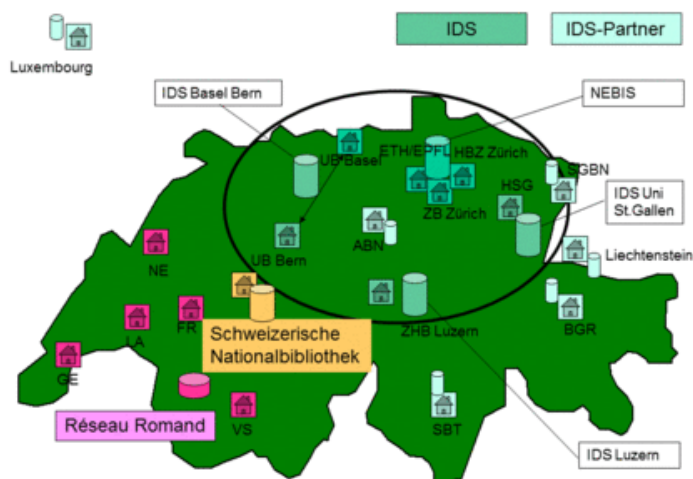 IDS
IDS-Partner
Luxembourg
IDS Basel Bern
NEBIS
UB Basel
ETH/EPFL
HBZ Zürich
SGBN
HSG
ZB Zürich
IDS Uni
St.Gallen
ABN
UB Bern
NE
Liechtenstein
BGR
FR
LA
Schweizerische
Nationalbibliothek
ZHB Luzern
GE
Réseau Romand
VS
SBT
IDS Luzern